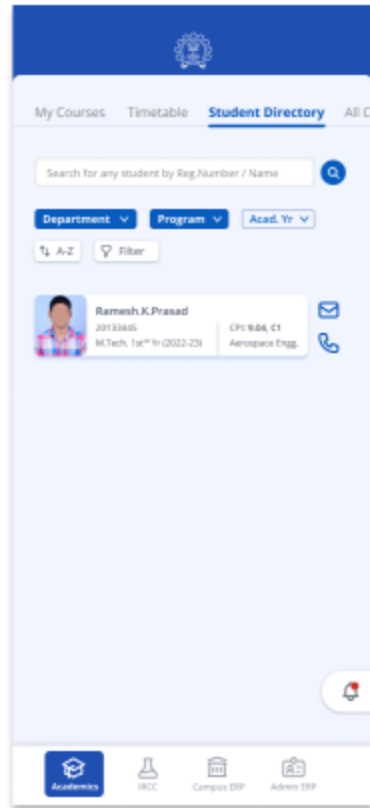 My Courses Timetable Student Directory All C
Search for any student by Reg.Number / Name
Department Program Acad. Yr
A-Z Filter
Ramesh.K.Prasad
20133445 CPI: 9.04, C1
M.Tech, 1st Yr (2022-23) Aerospace Engg.
Academics IRCC Campus ERP Admin ERP